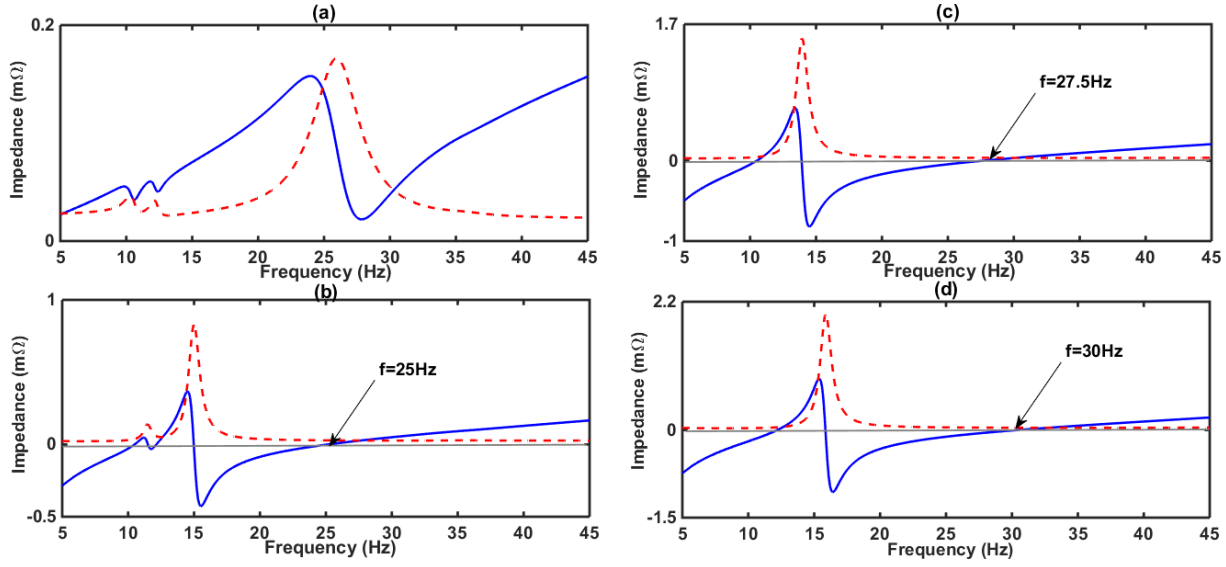 (a)
0.2
Impedance (mΩ)
0
5 10 15 20 25 30 35 40 45
Frequency (Hz)
(b)
1
Impedance (mΩ)
0
-0.5
f=25Hz
5 10 15 20 25 30 35 40 45
Frequency (Hz)
(c)
1.7
Impedance (mΩ)
0
-1
f=27.5Hz
5 10 15 20 25 30 35 40 45
Frequency (Hz)
(d)
2.2
Impedance (mΩ)
0
-1.5
f=30Hz
5 10 15 20 25 30 35 40 45
Frequency (Hz)